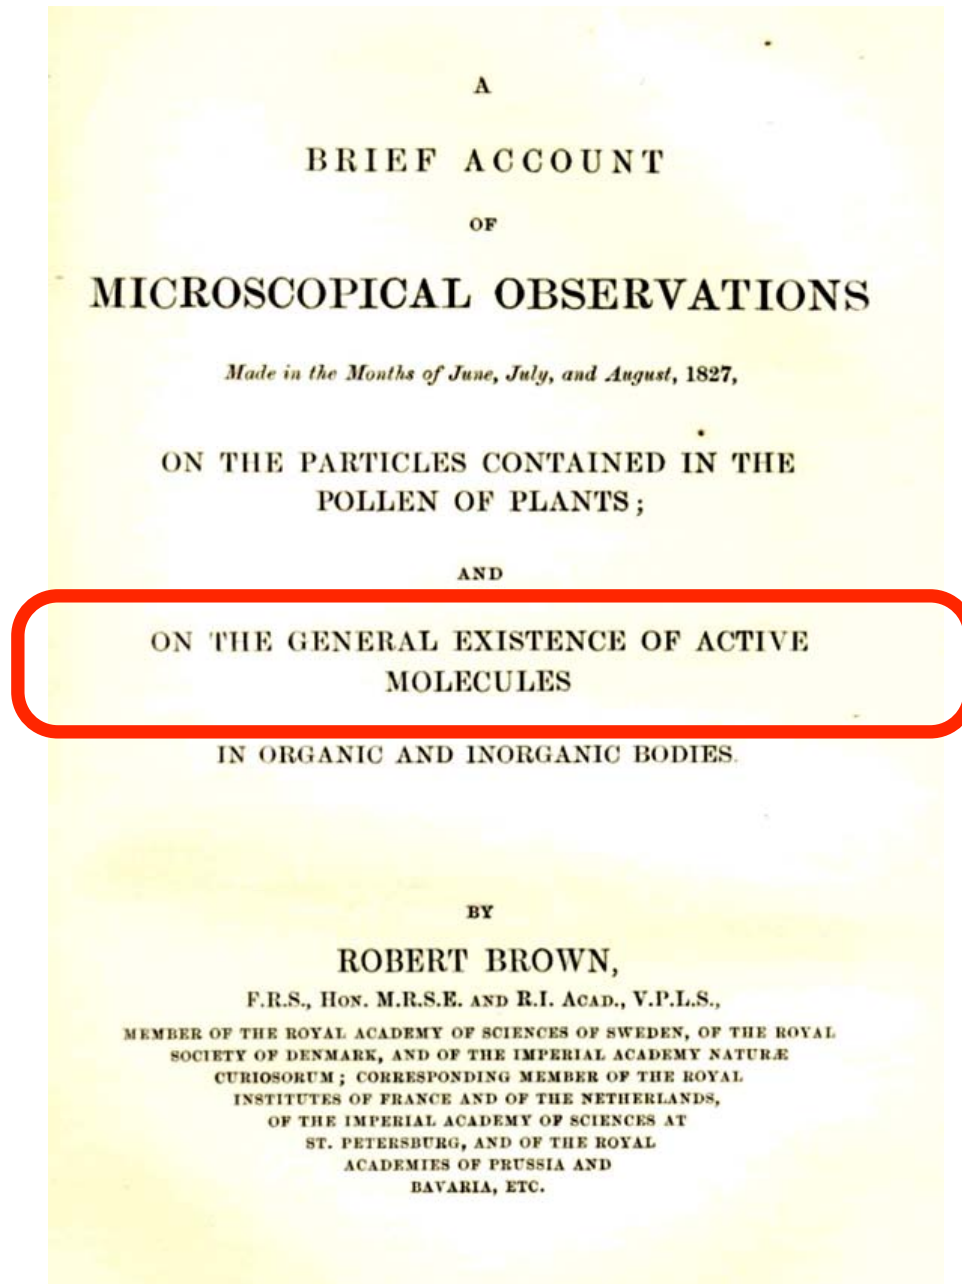 A
BRIEF ACCOUNT
OF
MICROSCOPICAL OBSERVATIONS
Made in the Months of June, July, and August, 1827,
ON THE PARTICLES CONTAINED IN THE
POLLEN OF PLANTS;
AND
ON THE GENERAL EXISTENCE OF ACTIVE
MOLECULES
IN ORGANIC AND INORGANIC BODIES.
BY
ROBERT BROWN,
F.R.S., HON. M.R.S.E. AND R.I. ACAD., V.P.L.S.,
MEMBER OF THE ROYAL ACADEMY OF SCIENCES OF SWEDEN, OF THE ROYAL
SOCIETY OF DENMARK, AND OF THE IMPERIAL ACADEMY NATURÆ
CURIOSORUM; CORRESPONDING MEMBER OF THE ROYAL
INSTITUTES OF FRANCE AND OF THE NETHERLANDS,
OF THE IMPERIAL ACADEMY OF SCIENCES AT
ST. PETERSBURG, AND OF THE ROYAL
ACADEMIES OF PRUSSIA AND
BAVARIA, ETC.